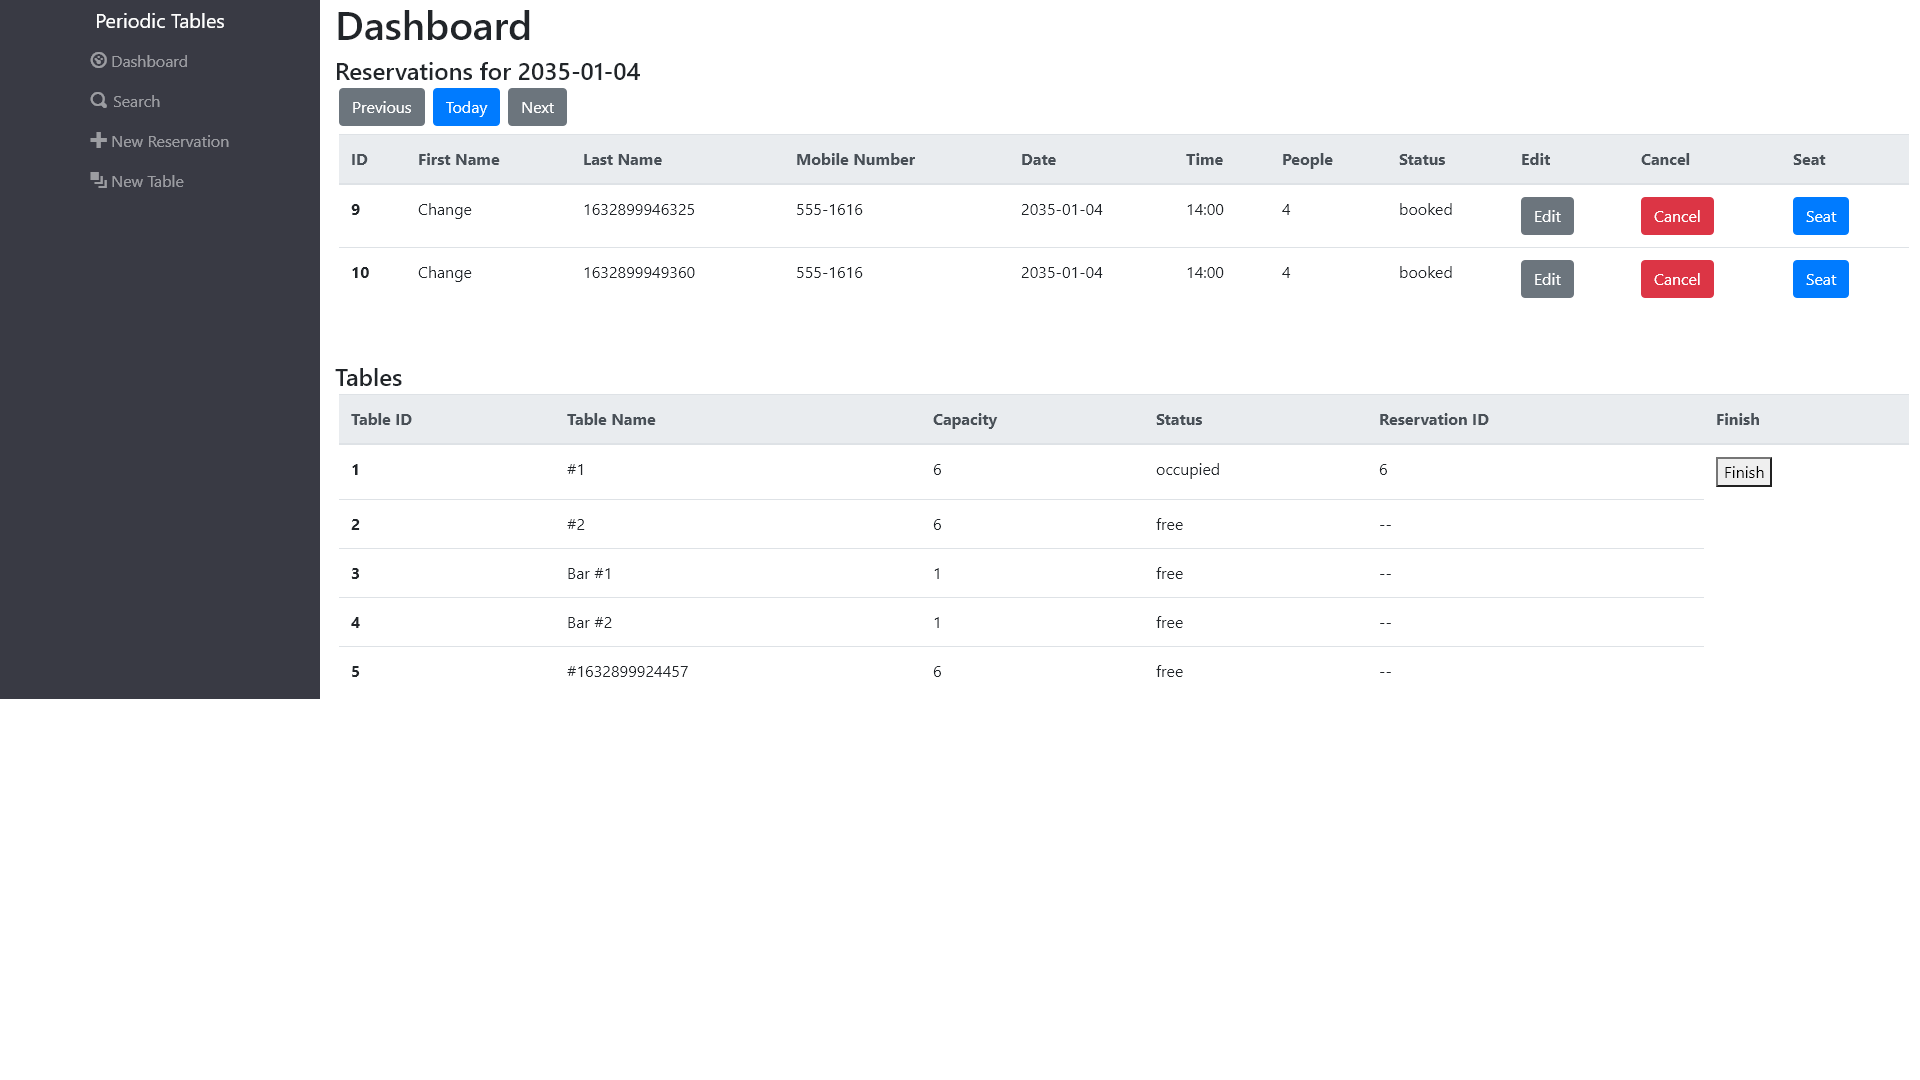 Periodic Tables
Dashboard
Search
New Reservation
New Table
Dashboard
Reservations for 2035-01-04
Previous Today Next
ID First Name Last Name Mobile Number Date Time People Status Edit Cancel Seat
9 Change 1632899946325 555-1616 2035-01-04 14:00 4 booked Edit Cancel Seat
10 Change 1632899949360 555-1616 2035-01-04 14:00 4 booked Edit Cancel Seat
Tables
Table ID Table Name Capacity Status Reservation ID Finish
1 #1 6 occupied 6 Finish
2 #2 6 free --
3 Bar #1 1 free --
4 Bar #2 1 free --
5 #1632899924457 6 free --